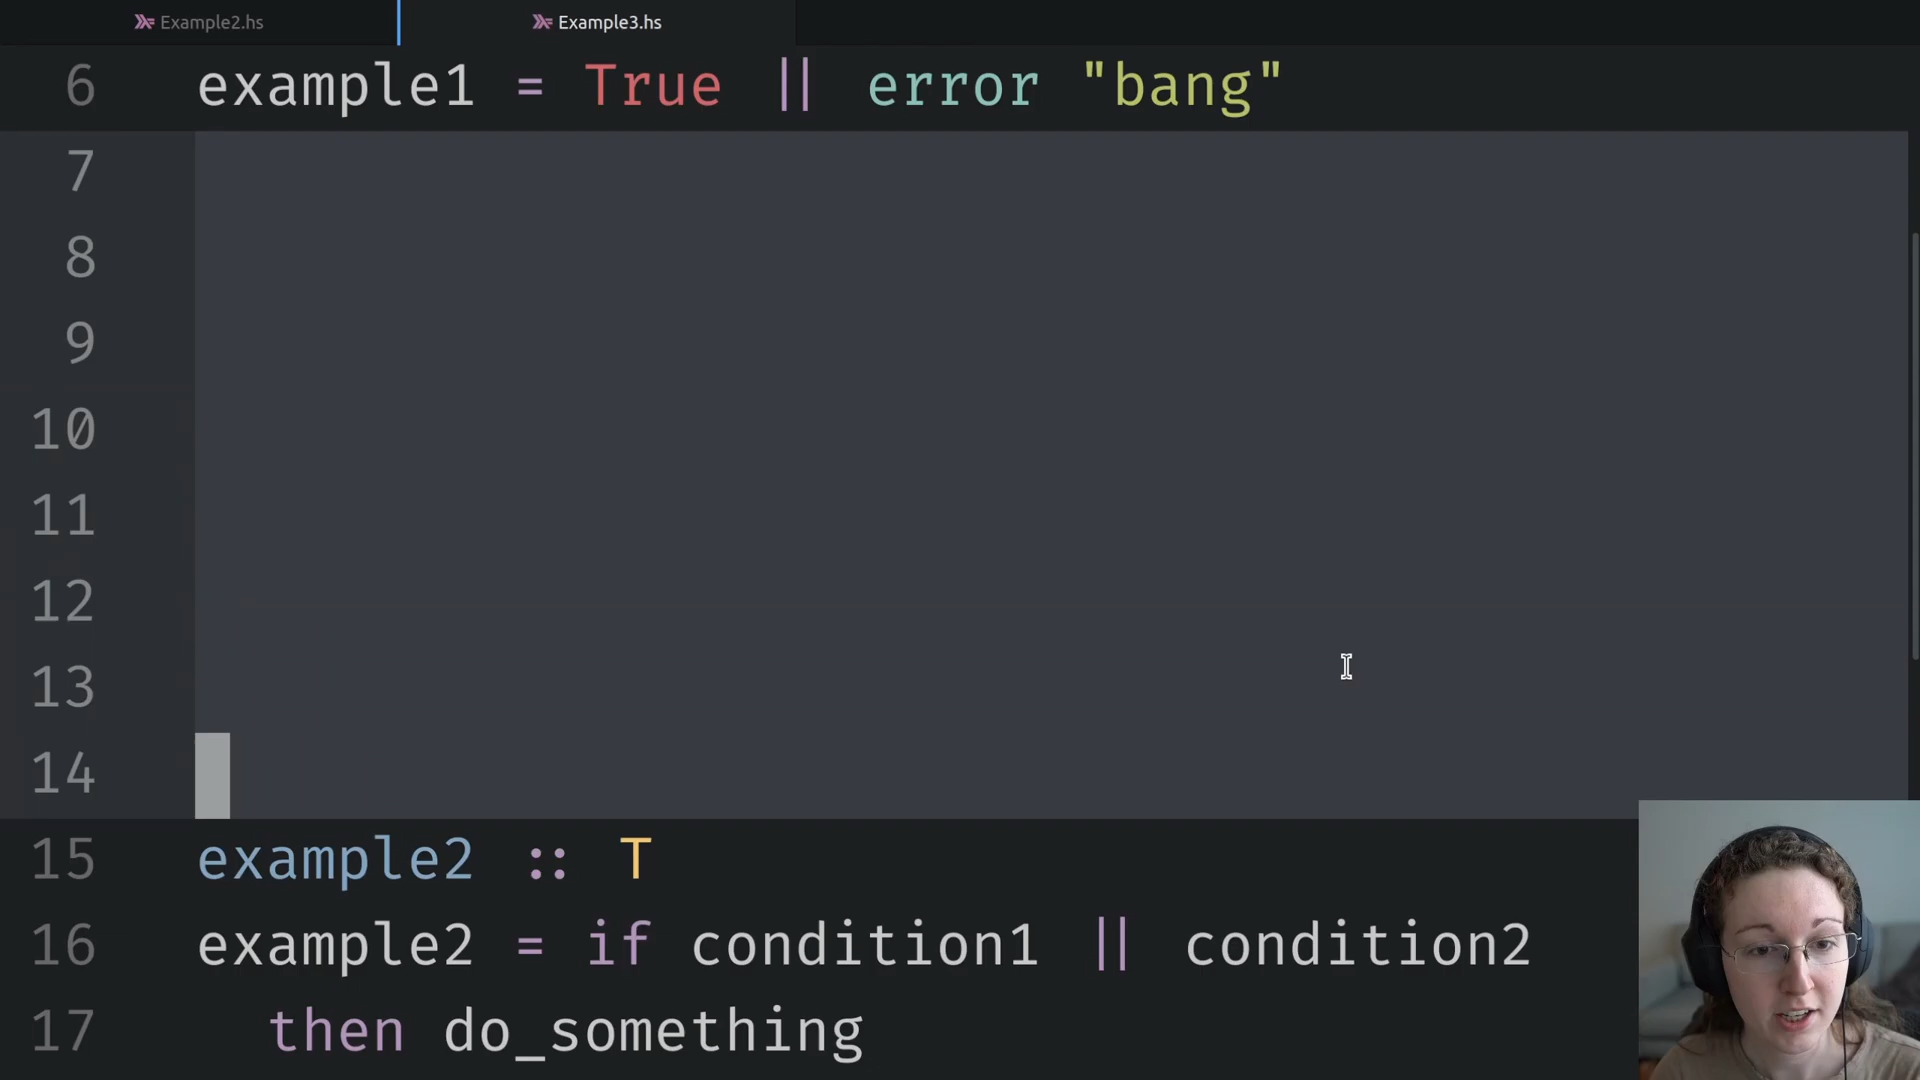 Example2.hs
Example3.hs
6 example1 = True || error "bang"
7
8
9
10
11
12
13
14
15 example2 :: T
16 example2 = if condition1 || condition2
17 then do_something